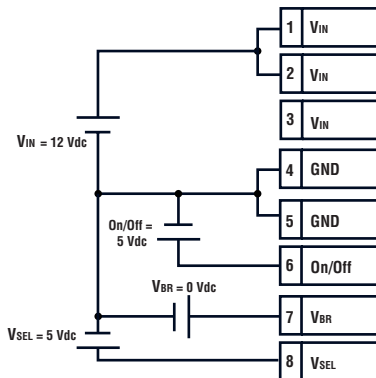 1 VIN
2 VIN
3 VIN
VIN = 12 Vdc
4 GND
5 GND
On/Off =
5 Vdc
6 On/Off
VBR = 0 Vdc
7 VBR
VSEL = 5 Vdc
8 VSEL